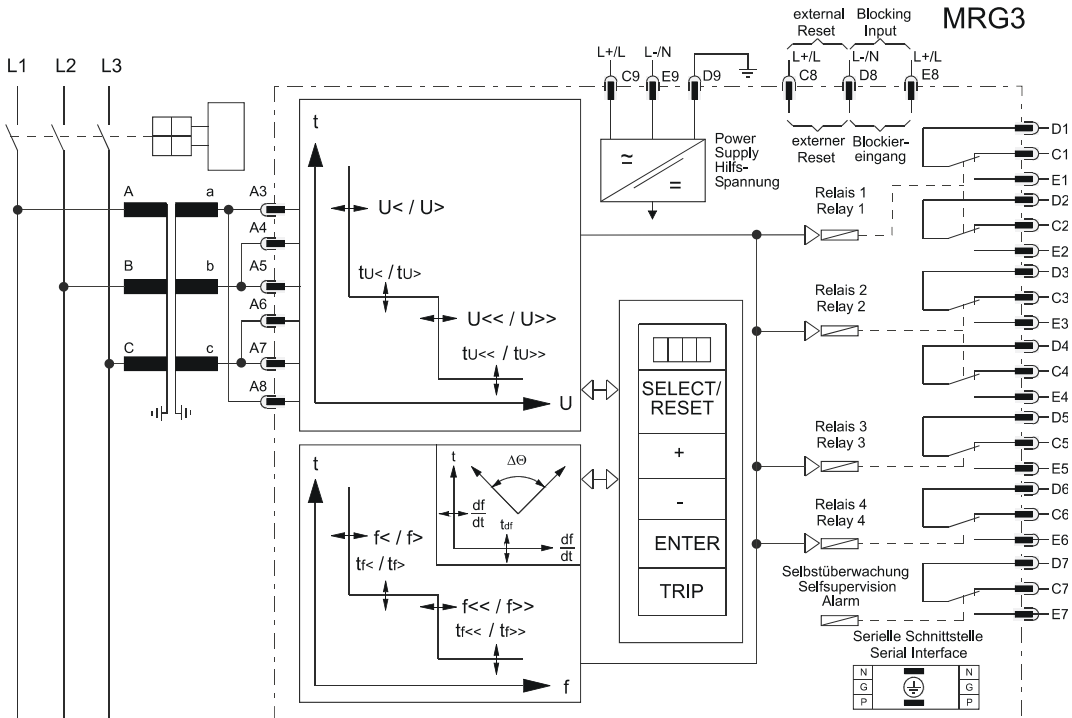 MRG3
external
Reset
Blocking
Input
L+/L
L-/N
L+/L
L-/N
L+/L
C9
E9
D9
C8
D8
E8
L1
L2
L3
externer
Reset
Blockier-
eingang
Power
Supply
Hilfs-
Spannung
≃
=
A
a
B
b
C
c
A3
A4
A5
A6
A7
A8
t
U< / U>
tU< / tU>
U<< / U>>
tU<< / tU>>
U
t
f< / f>
tf< / tf>
f<< / f>>
tf<< / tf>>
f
t
ΔΘ
df
dt
tdf
df
dt
SELECT/
RESET
+
-
ENTER
TRIP
Relais 1
Relay 1
Relais 2
Relay 2
Relais 3
Relay 3
Relais 4
Relay 4
Selbstüberwachung
Selfsupervision
Alarm
D1
C1
E1
D2
C2
E2
D3
C3
E3
D4
C4
E4
D5
C5
E5
D6
C6
E6
D7
C7
E7
Serielle Schnittstelle
Serial Interface
N
G
P
N
G
P